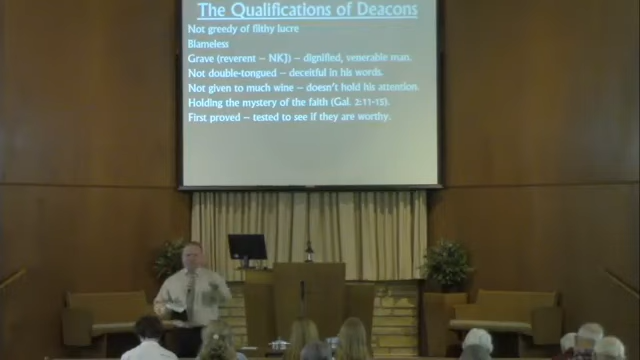 The Qualifications of Deacons
Not greedy of filthy lucre
Blameless
Grave (reverent – NKJ) – dignified, venerable man.
Not double-tongued – deceitful in his words.
Not given to much wine – doesn't hold his attention.
Holding the mystery of the faith (Gal. 2:11-15).
First proved – tested to see if they are worthy.